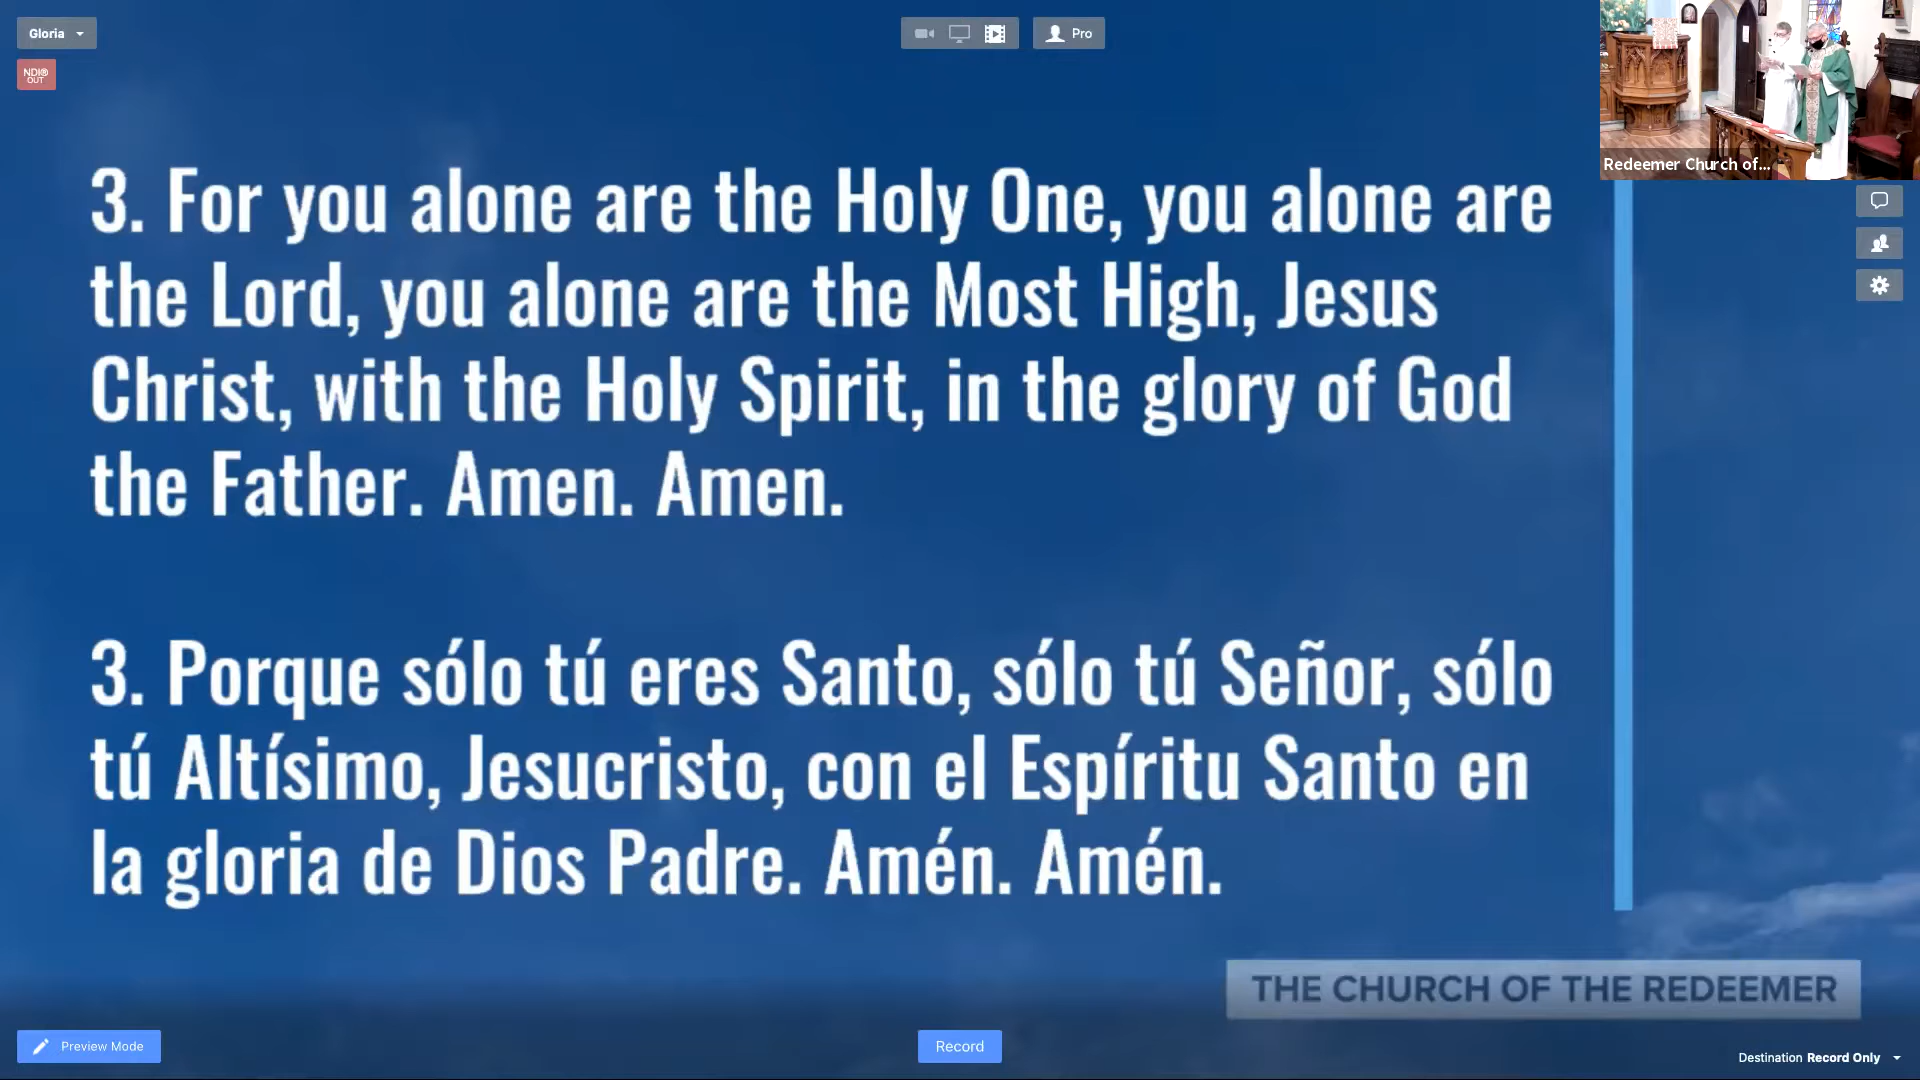 Gloria
NDI®
OUT
Pro
Redeemer Church of...
3. For you alone are the Holy One, you alone are
the Lord, you alone are the Most High, Jesus
Christ, with the Holy Spirit, in the glory of God
the Father. Amen. Amen.
3. Porque sólo tú eres Santo, sólo tú Señor, sólo
tú Altísimo, Jesucristo, con el Espíritu Santo en
la gloria de Dios Padre. Amén. Amén.
THE CHURCH OF THE REDEEMER
Preview Mode
Record
Destination Record Only